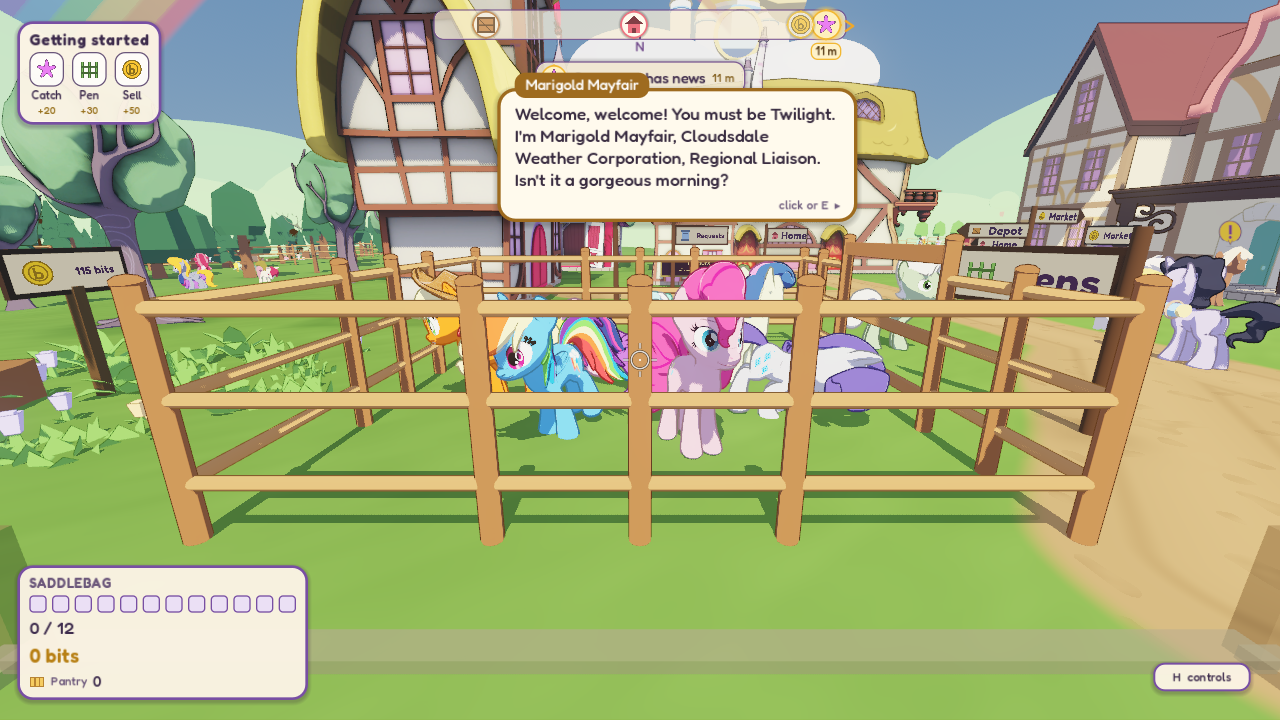 Getting started
Catch
Pen
Sell
+20
+30
+50
N
11 m
has news 11 m
Marigold Mayfair
Welcome, welcome! You must be Twilight.
I'm Marigold Mayfair, Cloudsdale
Weather Corporation, Regional Liaison.
Isn't it a gorgeous morning?
click or E ▸
115 bits
Requests
Home
Depot
Home
Market
Market
SADDLEBAG
0 / 12
0 bits
Pantry 0
H controls